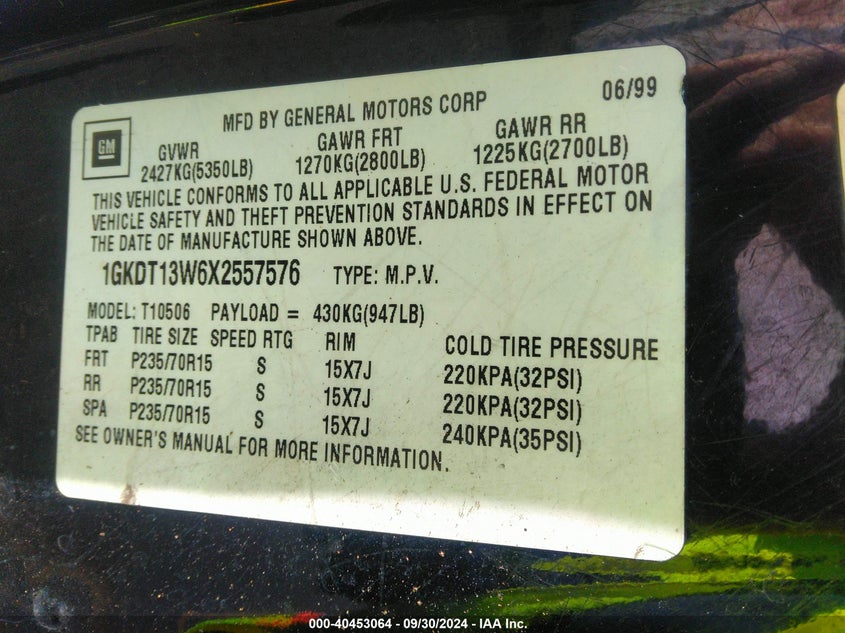 MFD BY GENERAL MOTORS CORP 06/99
GM
GVWR GAWR FRT GAWR RR
2427KG(5350LB) 1270KG(2800LB) 1225KG(2700LB)
THIS VEHICLE CONFORMS TO ALL APPLICABLE U.S. FEDERAL MOTOR
VEHICLE SAFETY AND THEFT PREVENTION STANDARDS IN EFFECT ON
THE DATE OF MANUFACTURE SHOWN ABOVE.
1GKDT13W6X2557576 TYPE: M.P.V.
MODEL: T10506 PAYLOAD = 430KG(947LB)
TPAB TIRE SIZE SPEED RTG RIM COLD TIRE PRESSURE
FRT P235/70R15 S 15X7J 220KPA(32PSI)
RR P235/70R15 S 15X7J 220KPA(32PSI)
SPA P235/70R15 S 15X7J 240KPA(35PSI)
SEE OWNER'S MANUAL FOR MORE INFORMATION.
000-40453064 - 09/30/2024 - IAA Inc.